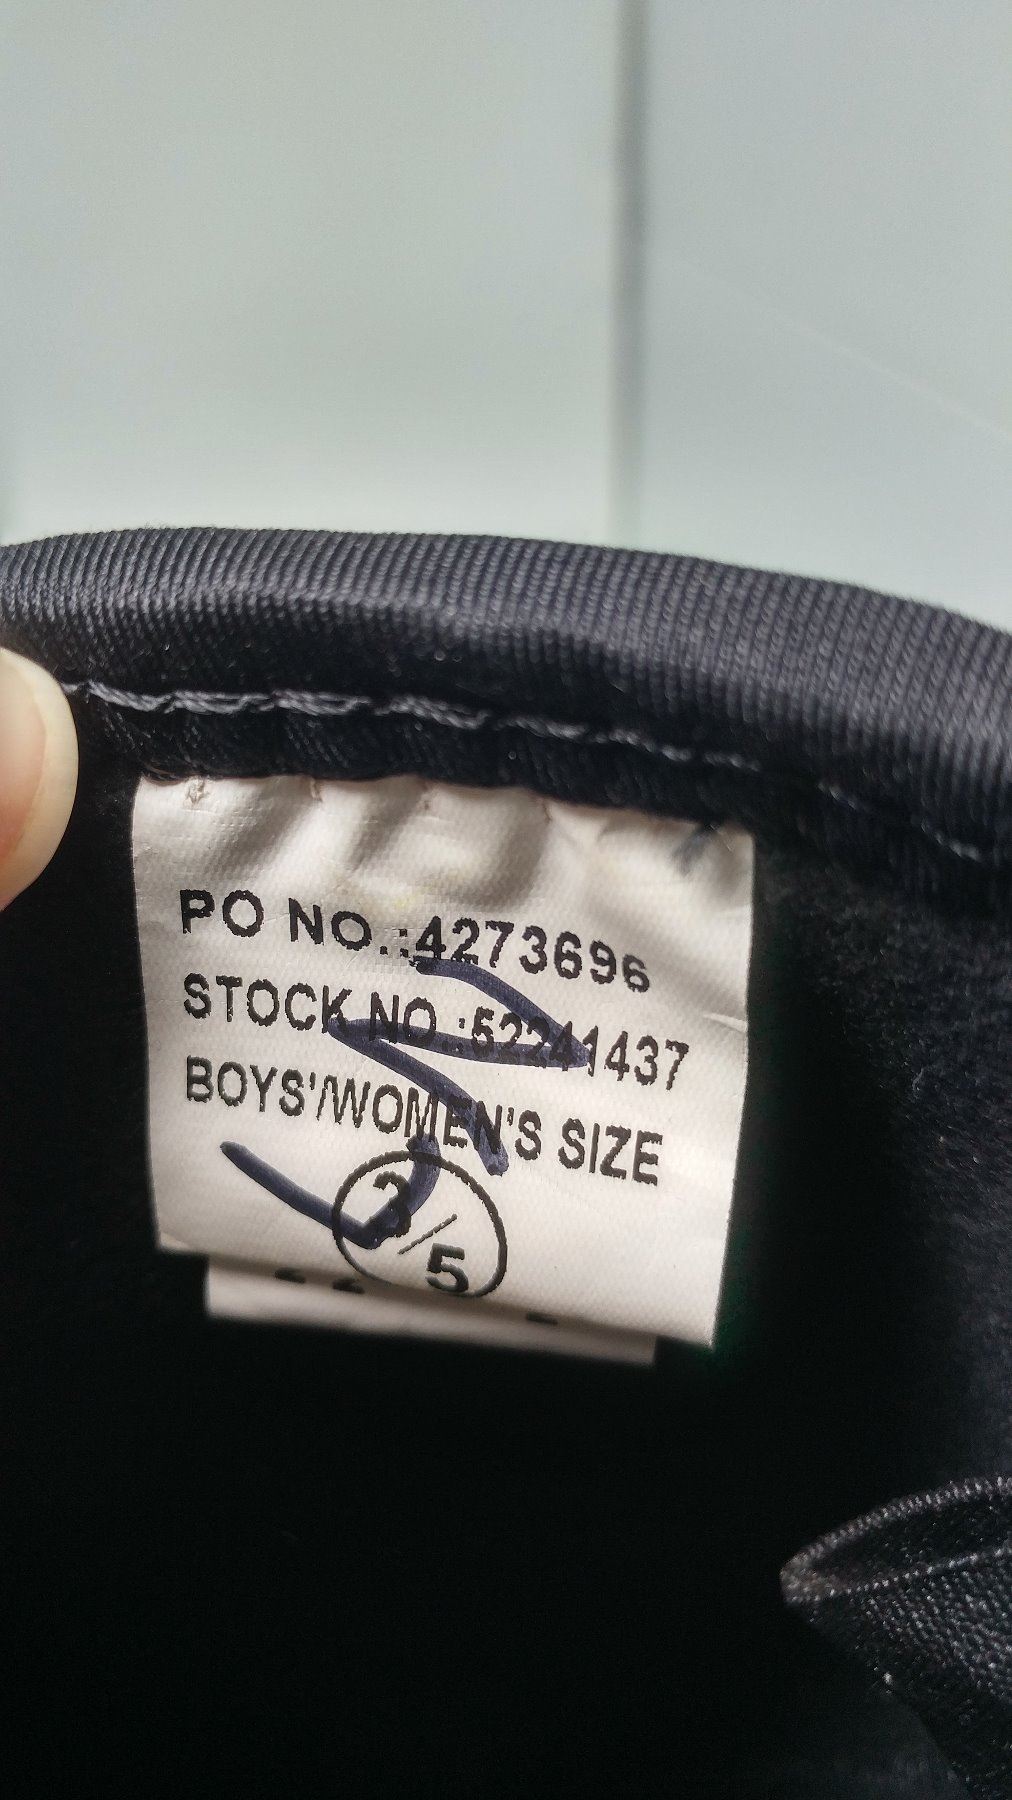 PO NO.:4273696
STOCK NO.:52241437
BOYS'/WOMEN'S SIZE
3/5